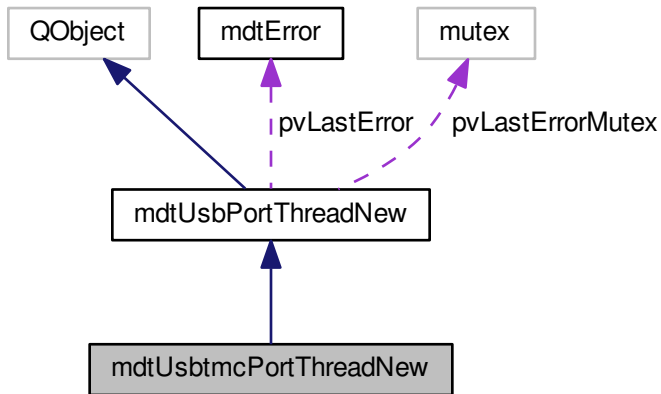 QObject
mdtError
mutex
pvLastError
pvLastErrorMutex
mdtUsbPortThreadNew
mdtUsbtmcPortThreadNew